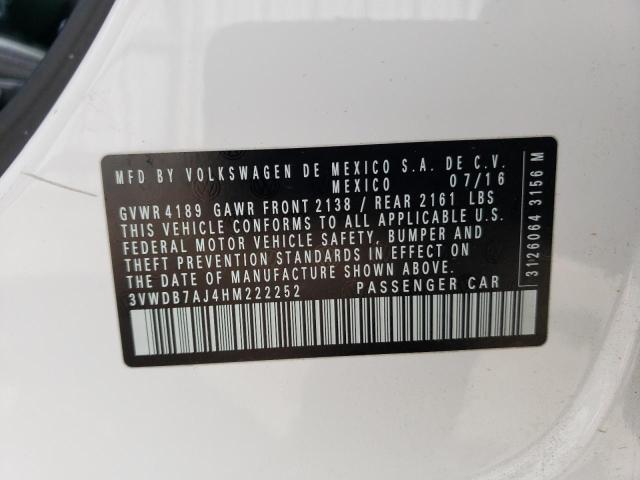 MFD BY VOLKSWAGEN DE MEXICO S.A. DE C.V.
MEXICO 07/16
GVWR 4189 GAWR FRONT 2138 / REAR 2161 LBS
THIS VEHICLE CONFORMS TO ALL APPLICABLE U.S.
FEDERAL MOTOR VEHICLE SAFETY, BUMPER AND
THEFT PREVENTION STANDARDS IN EFFECT ON
THE DATE OF MANUFACTURE SHOWN ABOVE.
3VWDB7AJ4HM222252 PASSENGER CAR
3126064 3156 M